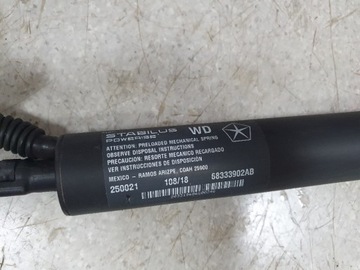 STABILUS
POWERISE
WD
ATTENTION: PRELOADED MECHANICAL SPRING
OBSERVE DISPOSAL INSTRUCTIONS
PRECAUCION: RESORTE MECANICO RECARGADO
VER INSTRUCCIONES DE DISPOSICION
MEXICO - RAMOS ARIZPE, COAH 25900
250021 108/18 68333902AB